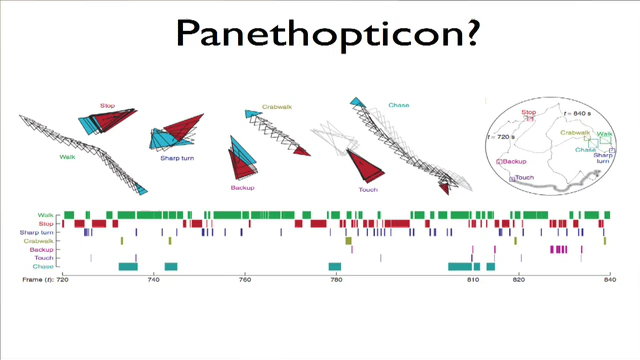 Panethopticon?
Stop
Crabwalk
Chase
Walk
Sharp turn
Backup
Touch
Stop
t = 840 s
t = 720 s
Crabwalk
Walk
Chase
Sharp
turn
Backup
Touch
Walk
Stop
Sharp turn
Crabwalk
Backup
Touch
Chase
Frame (t): 720 740 760 780 800 820 840